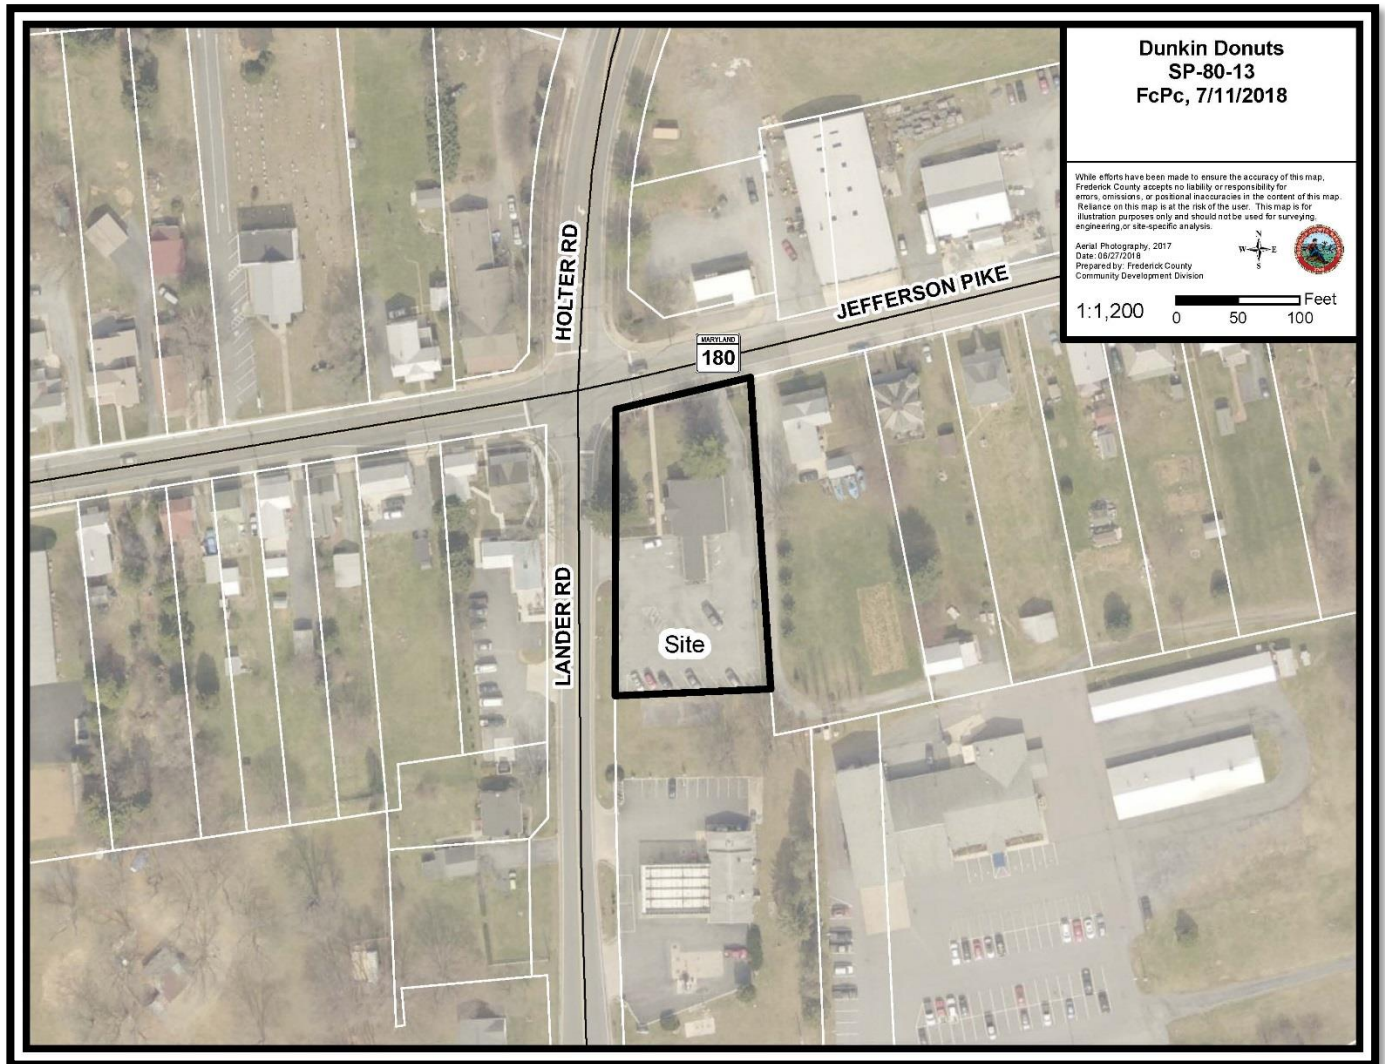 Dunkin Donuts
SP-80-13
FcPc, 7/11/2018
While efforts have been made to ensure the accuracy of this map,
Frederick County accepts no liability or responsibility for
errors, omissions, or positional inaccuracies in the content of this map.
Reliance on this map is at the risk of the user. This map is for
illustration purposes only and should not be used for surveying,
engineering, or site-specific analysis.
Aerial Photography, 2017
Date: 06/27/2018
Prepared by: Frederick County
Community Development Division
N
W E
S
1:1,200
Feet
0 50 100
HOLTER RD
JEFFERSON PIKE
MARYLAND
180
LANDER RD
Site